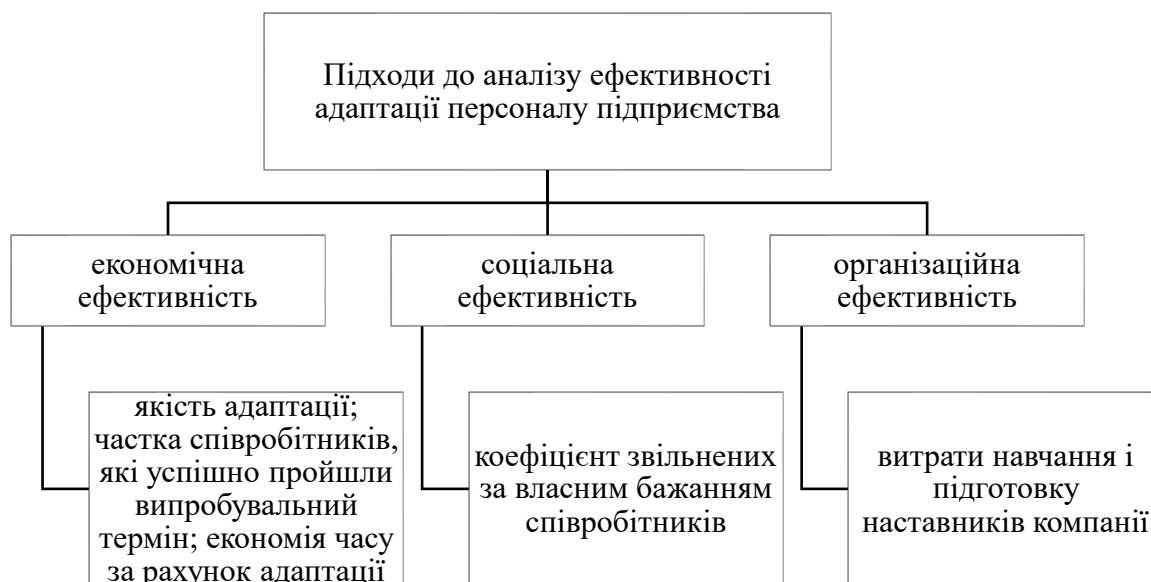 Підходи до аналізу ефективності
адаптації персоналу підприємства
економічна
ефективність
соціальна
ефективність
організаційна
ефективність
якість адаптації;
частка співробітників,
які успішно пройшли
випробувальний
термін; економія часу
за рахунок адаптації
коефіцієнт звільнених
за власним бажанням
співробітників
витрати навчання і
підготовку
наставників компанії